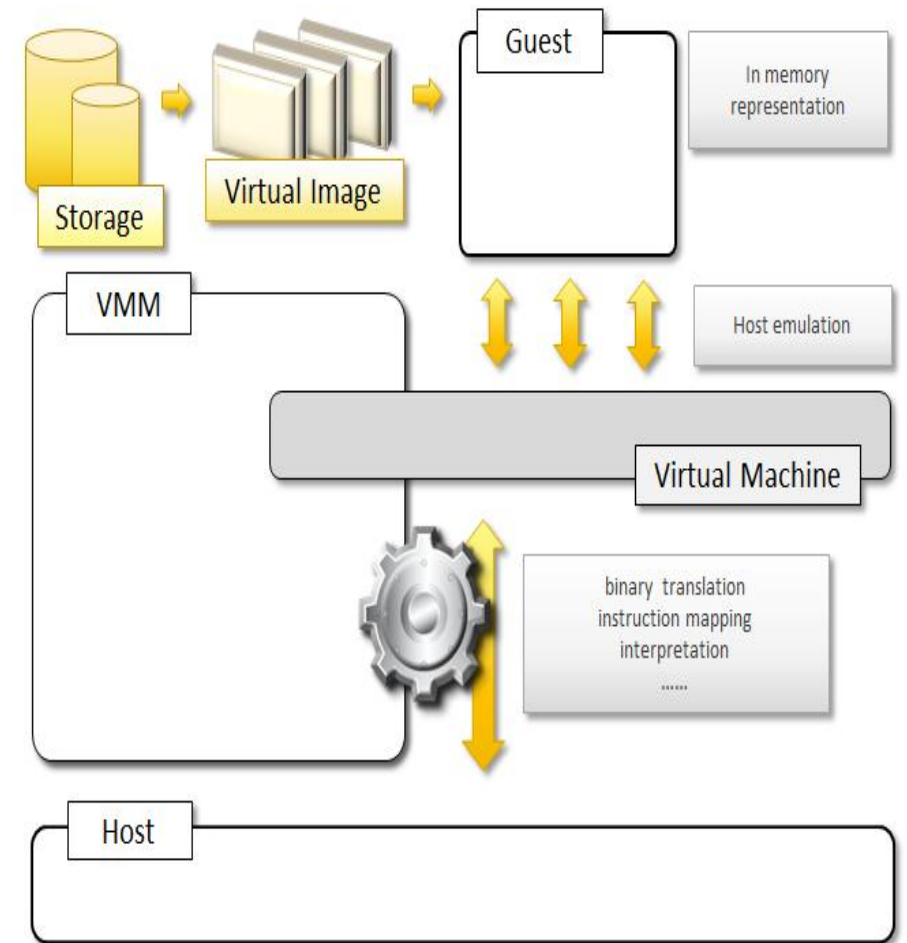 Guest
In memory
representation
Storage
Virtual Image
VMM
Host emulation
Virtual Machine
binary translation
instruction mapping
interpretation
......
Host